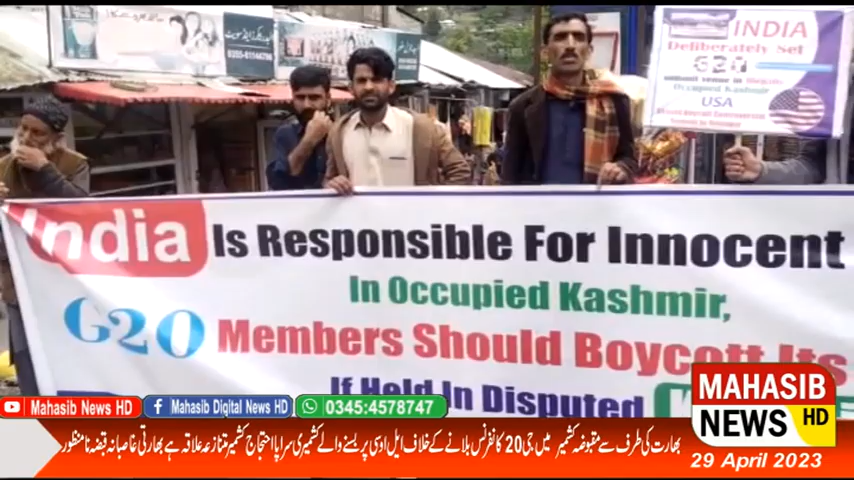 0355-8144766
INDIA
Deliberately Set
G20
USA
India Is Responsible For Innocent
In Occupied Kashmir,
G20 Members Should Boycott Its
If Held In Disputed
Mahasib News HD
Mahasib Digital News HD
0345:4578747
MAHASIB
NEWS HD
بھارت کی طرف سے مقبوضہ کشمیر میں جی 20 کانفرنس بلانے کے خلاف ایل او سی پر بسنے والے کشمیری سراپا احتجاج کشمیر متنازعہ علاقہ ہے بھارتی غاصبانہ قبضہ نامنظور
29 April 2023